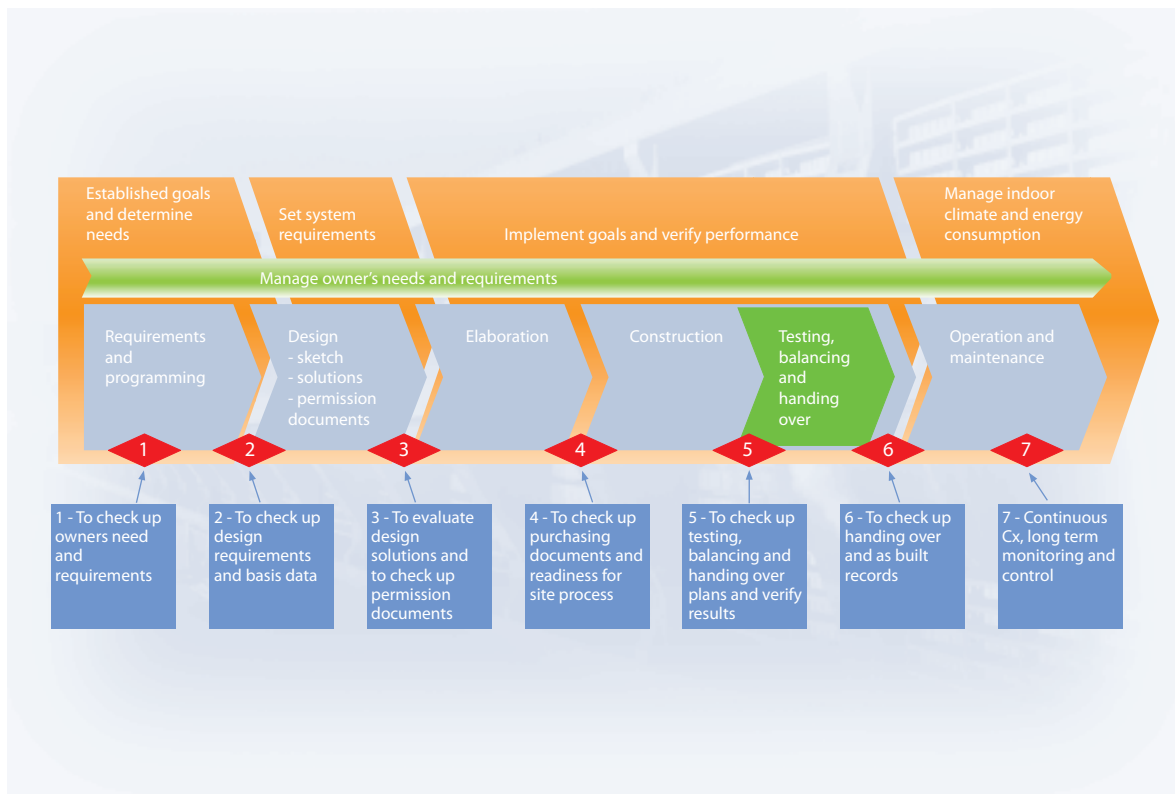 Established goals
and determine
needs
Set system
requirements
Implement goals and verify performance
Manage indoor
climate and energy
consumption
Manage owner's needs and requirements
Requirements
and
programming
Design
- sketch
- solutions
- permission
documents
Elaboration
Construction
Testing,
balancing
and
handing
over
Operation and
maintenance
1
2
3
4
5
6
7
1 - To check up
owners need
and
requirements
2 - To check up
design
requirements
and basis data
3 - To evaluate
design
solutions and
to check up
permission
documents
4 - To check up
purchasing
documents and
readiness for
site process
5 - To check up
testing,
balancing and
handing over
plans and verify
results
6 - To check up
handing over
and as built
records
7 - Continuous
Cx, long term
monitoring and
control